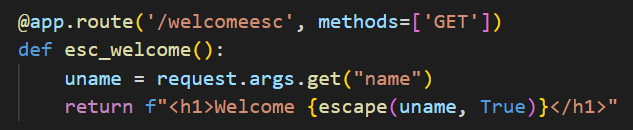 @app.route('/welcomeesc', methods=['GET'])
def esc_welcome():
    uname = request.args.get("name")
    return f"<h1>Welcome {escape(uname, True)}</h1>"